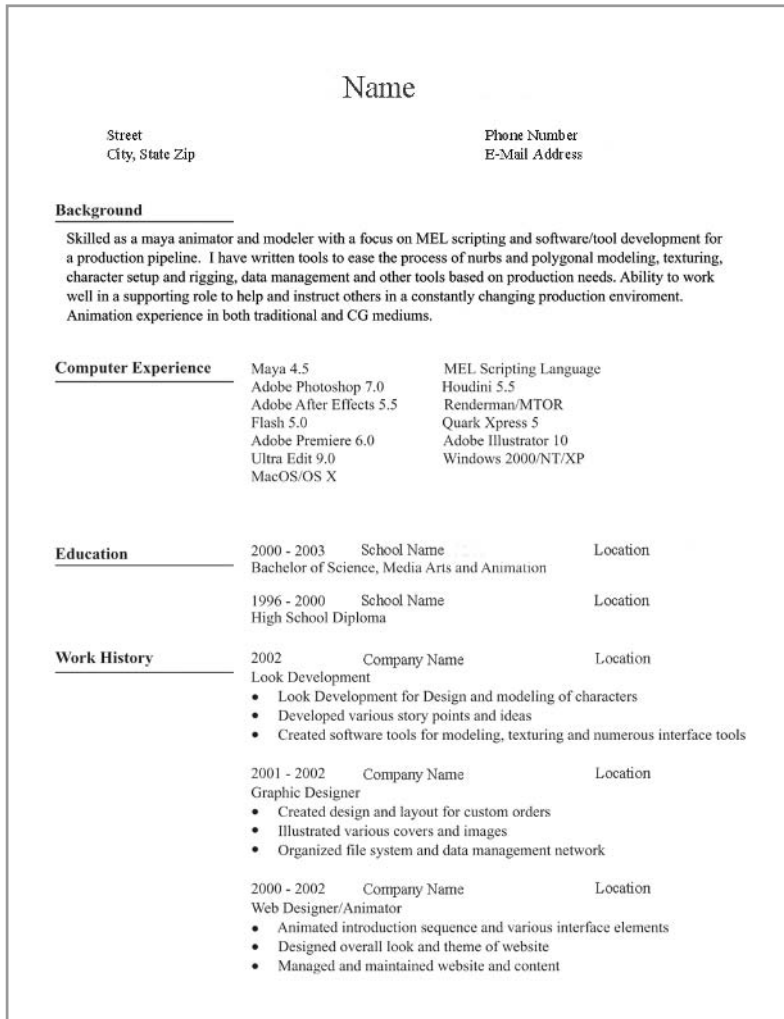 Name
Street Phone Number
City, State Zip E-Mail Address
Background
Skilled as a maya animator and modeler with a focus on MEL scripting and software/tool development for
a production pipeline. I have written tools to ease the process of nurbs and polygonal modeling, texturing,
character setup and rigging, data management and other tools based on production needs. Ability to work
well in a supporting role to help and instruct others in a constantly changing production enviroment.
Animation experience in both traditional and CG mediums.
Computer Experience Maya 4.5 MEL Scripting Language
Adobe Photoshop 7.0 Houdini 5.5
Adobe After Effects 5.5 Renderman/MTOR
Flash 5.0 Quark Xpress 5
Adobe Premiere 6.0 Adobe Illustrator 10
Ultra Edit 9.0 Windows 2000/NT/XP
MacOS/OS X
Education 2000 - 2003 School Name Location
Bachelor of Science, Media Arts and Animation
1996 - 2000 School Name Location
High School Diploma
Work History 2002 Company Name Location
Look Development
• Look Development for Design and modeling of characters
• Developed various story points and ideas
• Created software tools for modeling, texturing and numerous interface tools
2001 - 2002 Company Name Location
Graphic Designer
• Created design and layout for custom orders
• Illustrated various covers and images
• Organized file system and data management network
2000 - 2002 Company Name Location
Web Designer/Animator
• Animated introduction sequence and various interface elements
• Designed overall look and theme of website
• Managed and maintained website and content